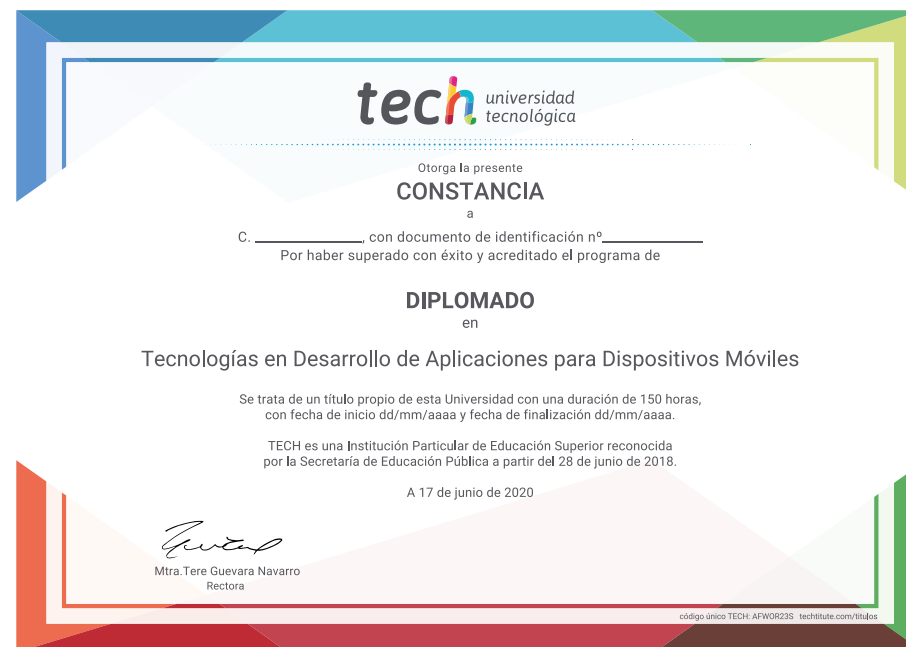 tech universidad
tecnológica
Otorga la presente
CONSTANCIA
a
C. ____________, con documento de identificación nº____________
Por haber superado con éxito y acreditado el programa de
DIPLOMADO
en
Tecnologías en Desarrollo de Aplicaciones para Dispositivos Móviles
Se trata de un título propio de esta Universidad con una duración de 150 horas,
con fecha de inicio dd/mm/aaaa y fecha de finalización dd/mm/aaaa.
TECH es una Institución Particular de Educación Superior reconocida
por la Secretaría de Educación Pública a partir del 28 de junio de 2018.
A 17 de junio de 2020
Mtra.Tere Guevara Navarro
Rectora
código único TECH: AFWOR23S techtitute.com/titulos